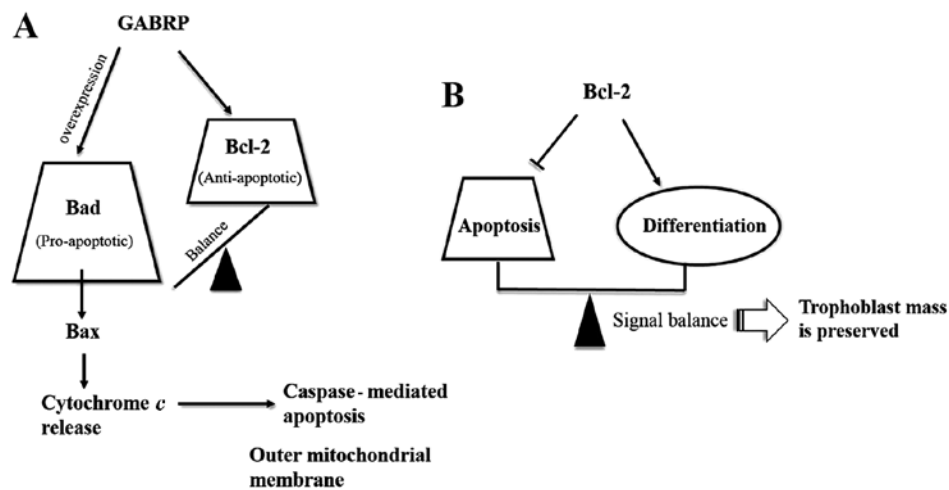 A
GABRP
overexpression
Bcl-2
(Anti-apoptotic)
Bad
(Pro-apoptotic)
Balance
Bax
Cytochrome c
release
Caspase - mediated
apoptosis
Outer mitochondrial
membrane
B
Bcl-2
Apoptosis
Differentiation
Signal balance
Trophoblast mass
is preserved